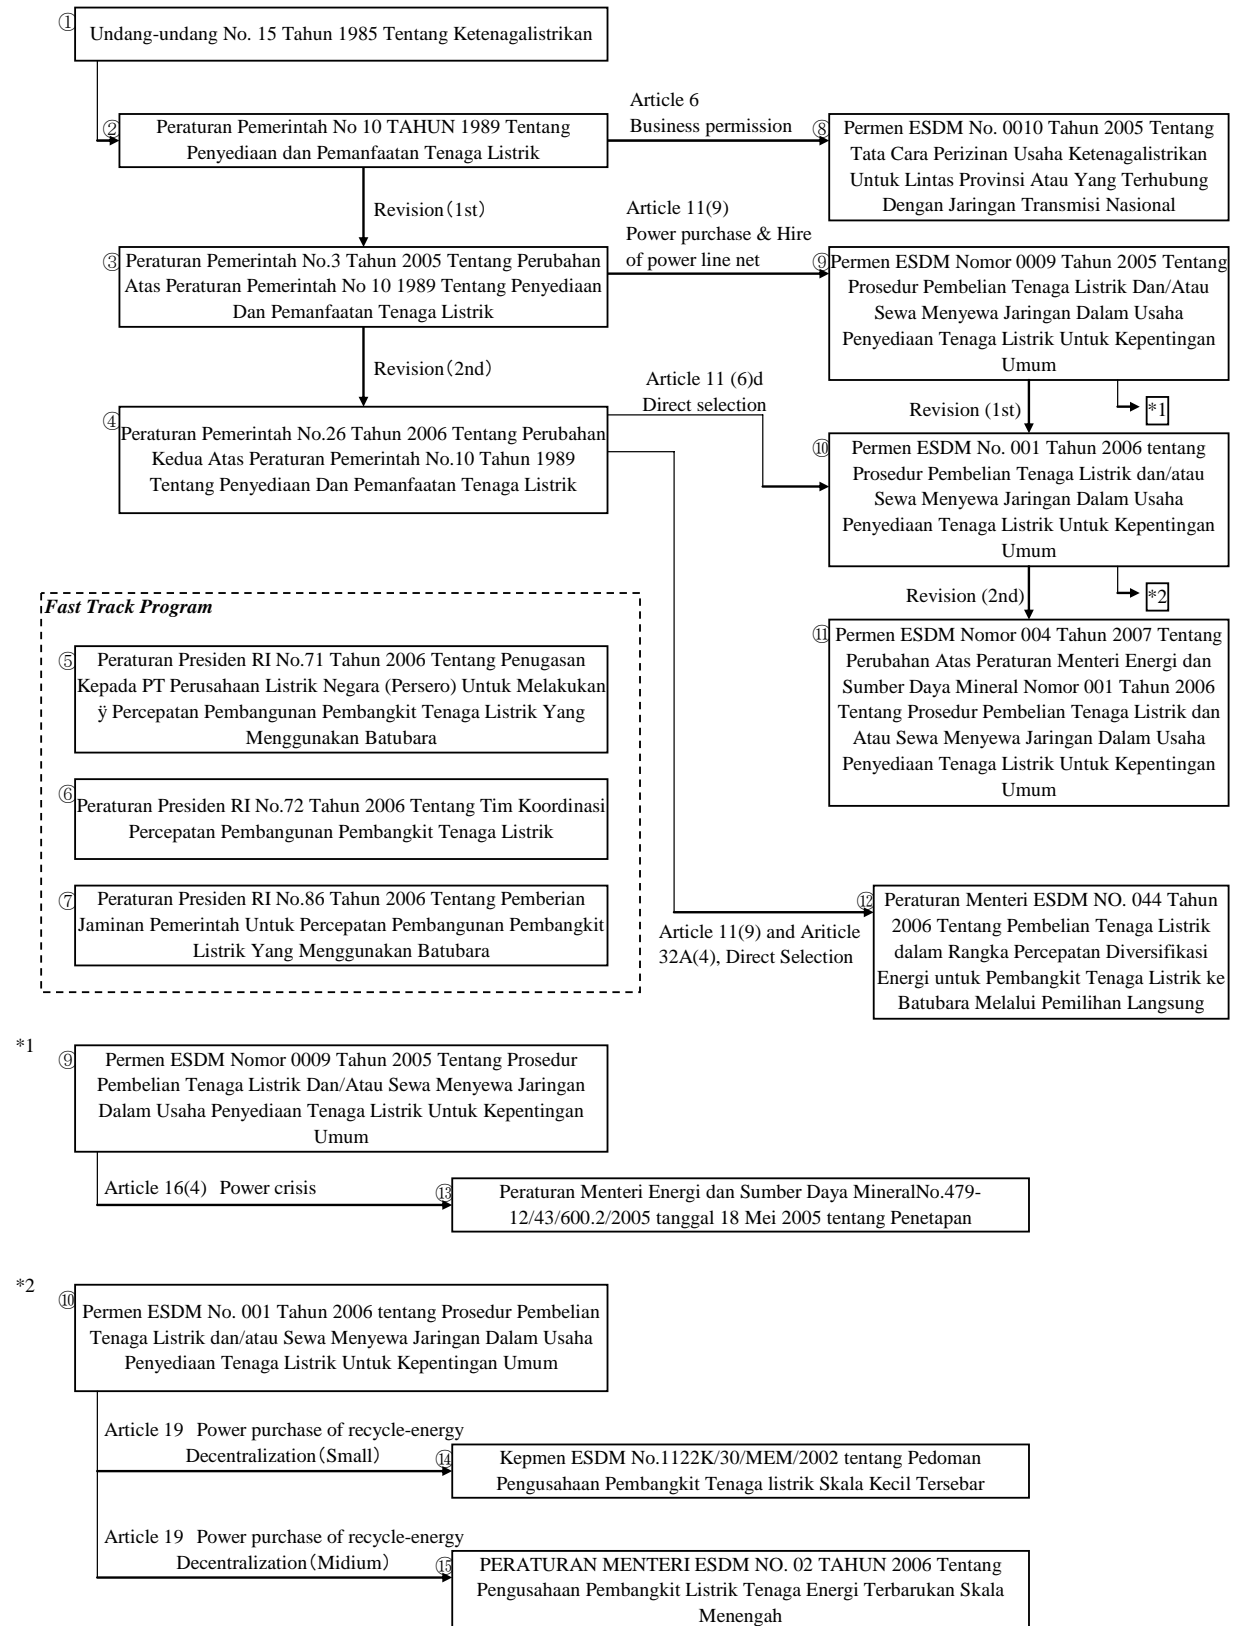 ①
Undang-undang No. 15 Tahun 1985 Tentang Ketenagalistrikan
②
Peraturan Pemerintah No 10 TAHUN 1989 Tentang
Penyediaan dan Pemanfaatan Tenaga Listrik
Article 6
Business permission
⑧
Permen ESDM No. 0010 Tahun 2005 Tentang
Tata Cara Perizinan Usaha Ketenagalistrikan
Untuk Lintas Provinsi Atau Yang Terhubung
Dengan Jaringan Transmisi Nasional
Revision(1st)
③
Peraturan Pemerintah No.3 Tahun 2005 Tentang Perubahan
Atas Peraturan Pemerintah No 10 1989 Tentang Penyediaan
Dan Pemanfaatan Tenaga Listrik
Article 11(9)
Power purchase & Hire
of power line net
⑨
Permen ESDM Nomor 0009 Tahun 2005 Tentang
Prosedur Pembelian Tenaga Listrik Dan/Atau
Sewa Menyewa Jaringan Dalam Usaha
Penyediaan Tenaga Listrik Untuk Kepentingan
Umum
Revision(2nd)
Article 11 (6)d
Direct selection
Revision (1st)
*1
④
Peraturan Pemerintah No.26 Tahun 2006 Tentang Perubahan
Kedua Atas Peraturan Pemerintah No.10 Tahun 1989
Tentang Penyediaan Dan Pemanfaatan Tenaga Listrik
⑩
Permen ESDM No. 001 Tahun 2006 tentang
Prosedur Pembelian Tenaga Listrik dan/atau
Sewa Menyewa Jaringan Dalam Usaha
Penyediaan Tenaga Listrik Untuk Kepentingan
Umum
Revision (2nd)
*2
⑪
Permen ESDM Nomor 004 Tahun 2007 Tentang
Perubahan Atas Peraturan Menteri Energi dan
Sumber Daya Mineral Nomor 001 Tahun 2006
Tentang Prosedur Pembelian Tenaga Listrik dan
Atau Sewa Menyewa Jaringan Dalam Usaha
Penyediaan Tenaga Listrik Untuk Kepentingan
Umum
Fast Track Program
⑤
Peraturan Presiden RI No.71 Tahun 2006 Tentang Penugasan
Kepada PT Perusahaan Listrik Negara (Persero) Untuk Melakukan
ÿ Percepatan Pembangunan Pembangkit Tenaga Listrik Yang
Menggunakan Batubara
⑥
Peraturan Presiden RI No.72 Tahun 2006 Tentang Tim Koordinasi
Percepatan Pembangunan Pembangkit Tenaga Listrik
⑦
Peraturan Presiden RI No.86 Tahun 2006 Tentang Pemberian
Jaminan Pemerintah Untuk Percepatan Pembangunan Pembangkit
Listrik Yang Menggunakan Batubara
Article 11(9) and Ariticle
32A(4), Direct Selection
⑫
Peraturan Menteri ESDM NO. 044 Tahun
2006 Tentang Pembelian Tenaga Listrik
dalam Rangka Percepatan Diversifikasi
Energi untuk Pembangkit Tenaga Listrik ke
Batubara Melalui Pemilihan Langsung
*1
⑨
Permen ESDM Nomor 0009 Tahun 2005 Tentang Prosedur
Pembelian Tenaga Listrik Dan/Atau Sewa Menyewa Jaringan
Dalam Usaha Penyediaan Tenaga Listrik Untuk Kepentingan
Umum
Article 16(4) Power crisis
⑬
Peraturan Menteri Energi dan Sumber Daya MineralNo.479-
12/43/600.2/2005 tanggal 18 Mei 2005 tentang Penetapan
*2
⑩
Permen ESDM No. 001 Tahun 2006 tentang Prosedur Pembelian
Tenaga Listrik dan/atau Sewa Menyewa Jaringan Dalam Usaha
Penyediaan Tenaga Listrik Untuk Kepentingan Umum
Article 19 Power purchase of recycle-energy
Decentralization(Small)
⑭
Kepmen ESDM No.1122K/30/MEM/2002 tentang Pedoman
Pengusahaan Pembangkit Tenaga listrik Skala Kecil Tersebar
Article 19 Power purchase of recycle-energy
Decentralization(Midium)
⑮
PERATURAN MENTERI ESDM NO. 02 TAHUN 2006 Tentang
Pengusahaan Pembangkit Listrik Tenaga Energi Terbarukan Skala
Menengah